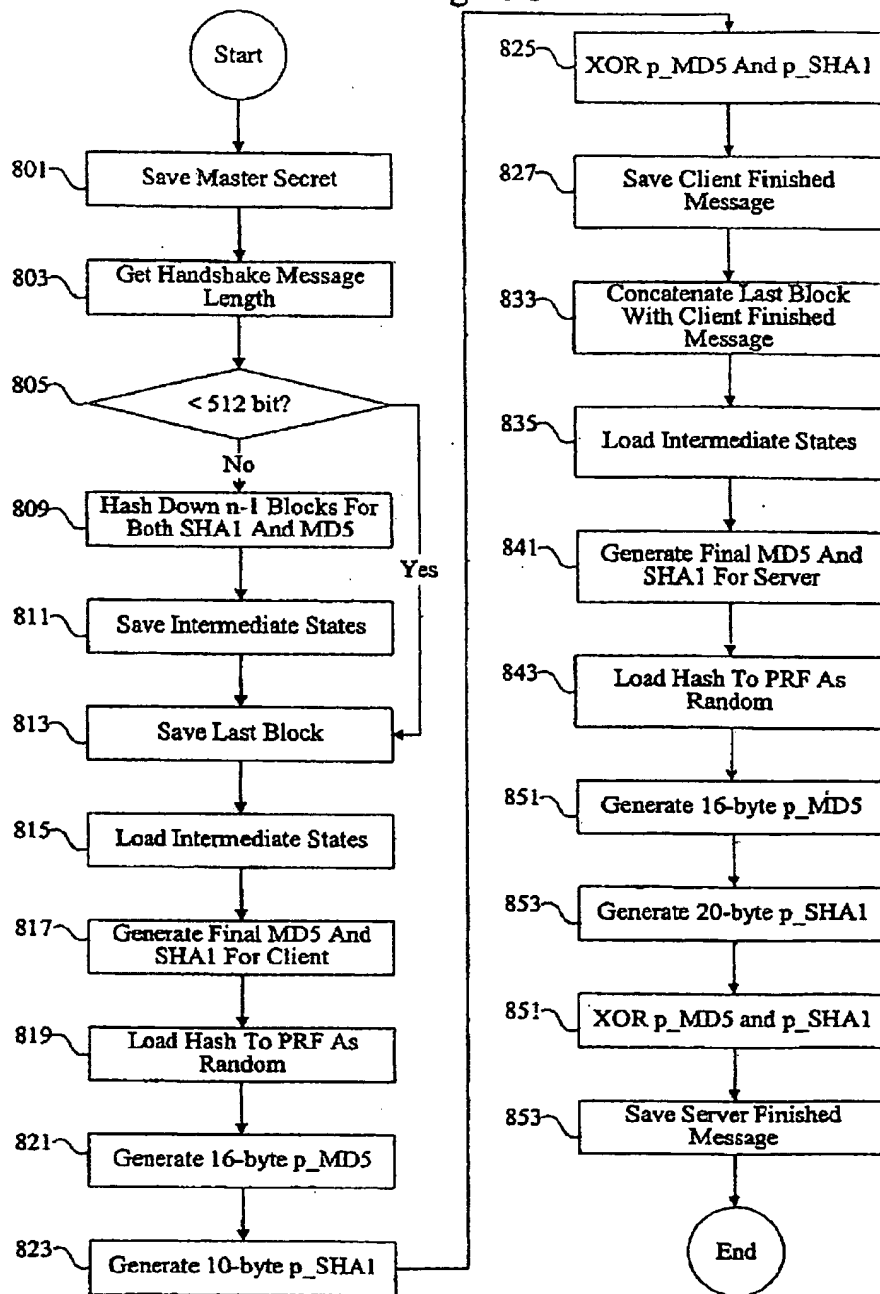 Start
801
Save Master Secret
803
Get Handshake Message
Length
805
< 512 bit?
No
Yes
809
Hash Down n-1 Blocks For
Both SHA1 And MD5
811
Save Intermediate States
813
Save Last Block
815
Load Intermediate States
817
Generate Final MD5 And
SHA1 For Client
819
Load Hash To PRF As
Random
821
Generate 16-byte p_MD5
823
Generate 10-byte p_SHA1
825
XOR p_MD5 And p_SHA1
827
Save Client Finished
Message
833
Concatenate Last Block
With Client Finished
Message
835
Load Intermediate States
841
Generate Final MD5 And
SHA1 For Server
843
Load Hash To PRF As
Random
851
Generate 16-byte p_MD5
853
Generate 20-byte p_SHA1
851
XOR p_MD5 and p_SHA1
853
Save Server Finished
Message
End